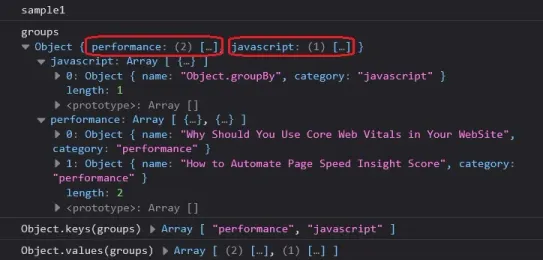 sample1
groups
▼ Object { performance: (2) […], javascript: (1) […] }
▼ javascript: Array [ {…} ]
▶ 0: Object { name: "Object.groupBy", category: "javascript" }
length: 1
▶ <prototype>: Array []
▼ performance: Array [ {…}, {…} ]
▶ 0: Object { name: "Why Should You Use Core Web Vitals in Your WebSite",
category: "performance" }
▶ 1: Object { name: "How to Automate Page Speed Insight Score", category:
"performance" }
length: 2
▶ <prototype>: Array []
Object.keys(groups) ▶ Array [ "performance", "javascript" ]
Object.values(groups) ▶ Array [ (2) […], (1) […] ]